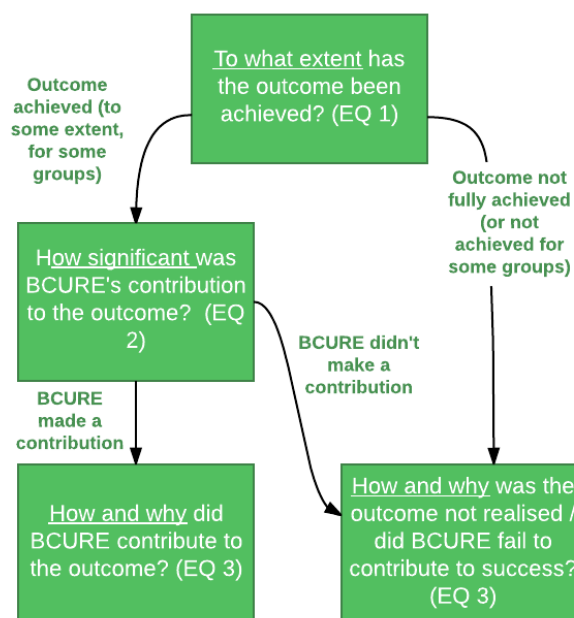 To what extent has
the outcome been
achieved? (EQ 1)
Outcome
achieved (to
some extent,
for some
groups)
Outcome not
fully achieved
(or not
achieved for
some groups)
How significant was
BCURE's contribution
to the outcome?  (EQ
2)
BCURE didn't
make a
contribution
BCURE
made a
contribution
How and why did
BCURE contribute to
the outcome? (EQ 3)
How and why was the
outcome not realised /
did BCURE fail to
contribute to success?
(EQ 3)